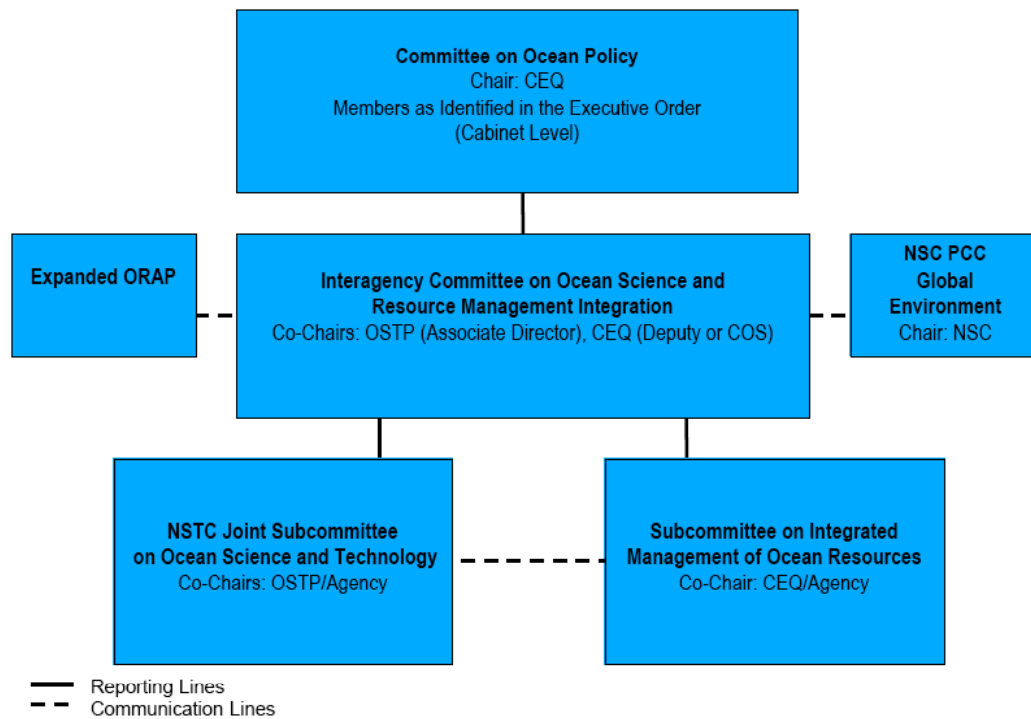 Committee on Ocean Policy
Chair: CEQ
Members as Identified in the Executive Order
(Cabinet Level)
Expanded ORAP
Interagency Committee on Ocean Science and
Resource Management Integration
Co-Chairs: OSTP (Associate Director), CEQ (Deputy or COS)
NSC PCC
Global
Environment
Chair: NSC
NSTC Joint Subcommittee
on Ocean Science and Technology
Co-Chairs: OSTP/Agency
Subcommittee on Integrated
Management of Ocean Resources
Co-Chair: CEQ/Agency
Reporting Lines
Communication Lines